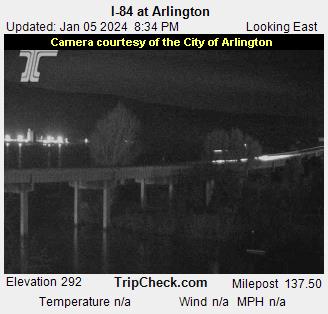 I-84 at Arlington
Updated: Jan 05 2024 8:34 PM Looking East
Camera courtesy of the City of Arlington
Elevation 292 TripCheck.com Milepost 137.50
Temperature n/a Wind n/a MPH n/a